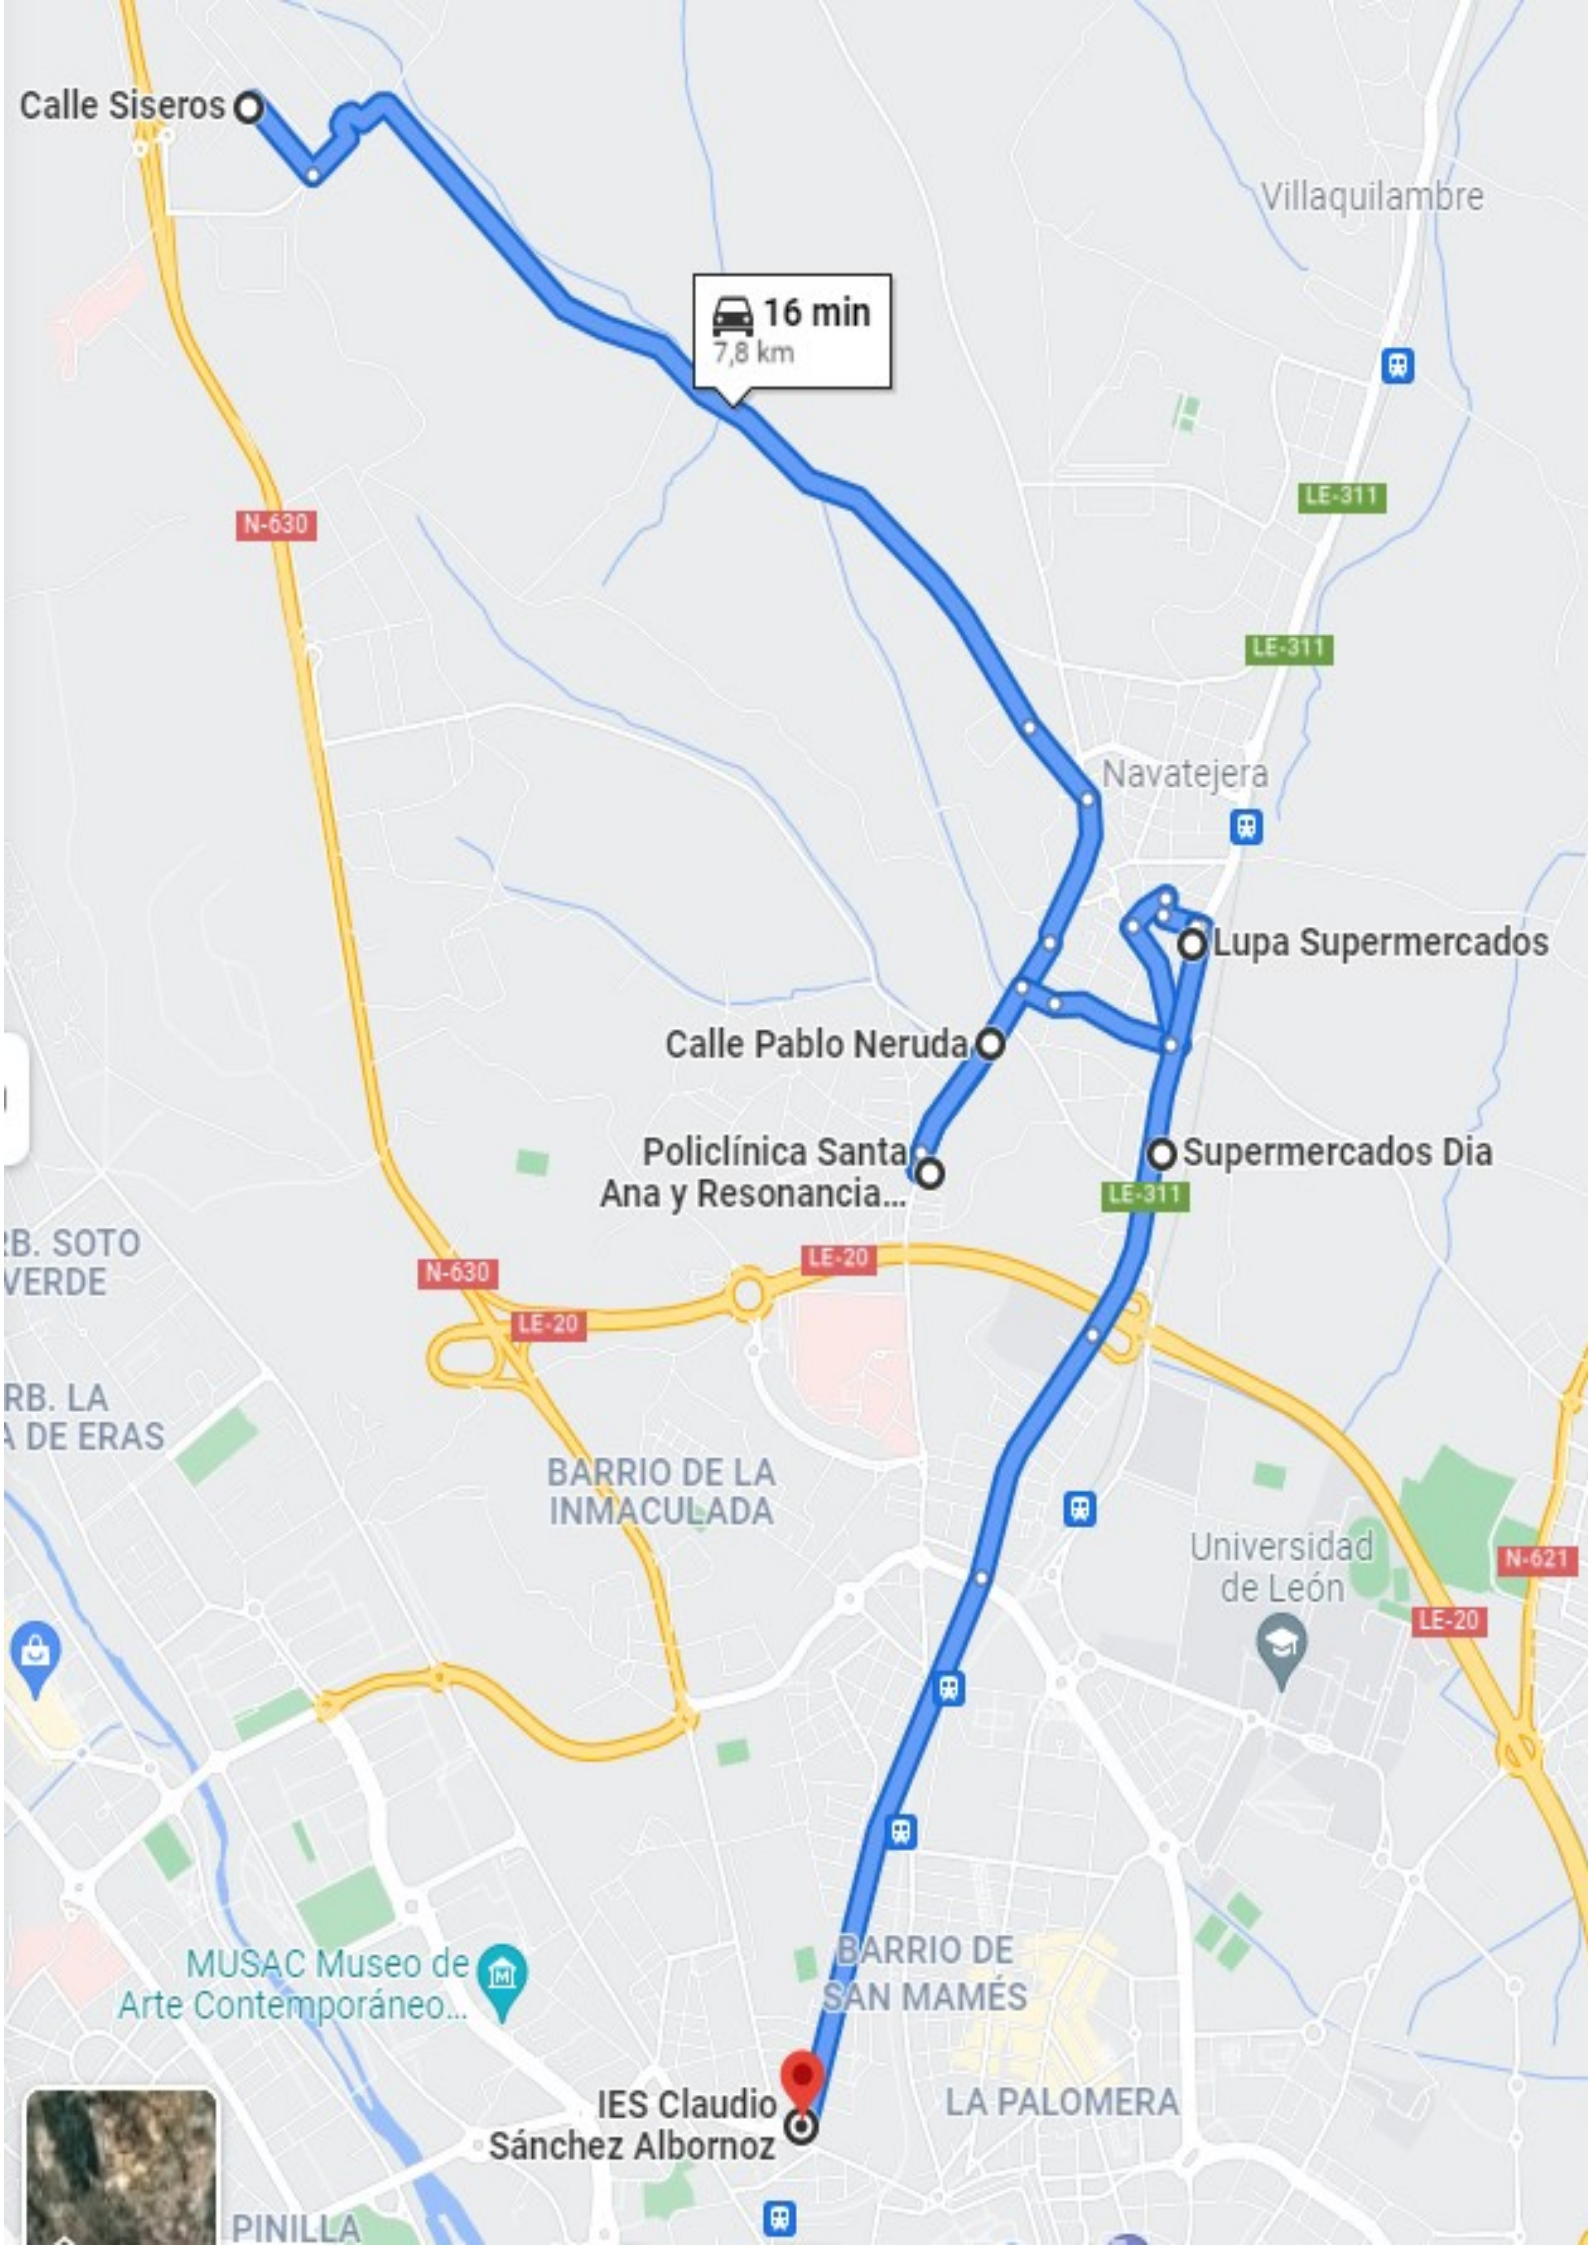 Calle Siseros
Villaquilambre
16 min
7,8 km
LE-311
N-630
LE-311
Navatejera
Lupa Supermercados
Calle Pablo Neruda
Policlínica Santa
Ana y Resonancia...
Supermercados Dia
LE-311
RB. SOTO
VERDE
LE-20
N-630
LE-20
RB. LA
A DE ERAS
BARRIO DE LA
INMACULADA
Universidad
de León
N-621
LE-20
BARRIO DE
SAN MAMÉS
MUSAC Museo de
Arte Contemporáneo...
IES Claudio
Sánchez Albornoz
LA PALOMERA
PINILLA